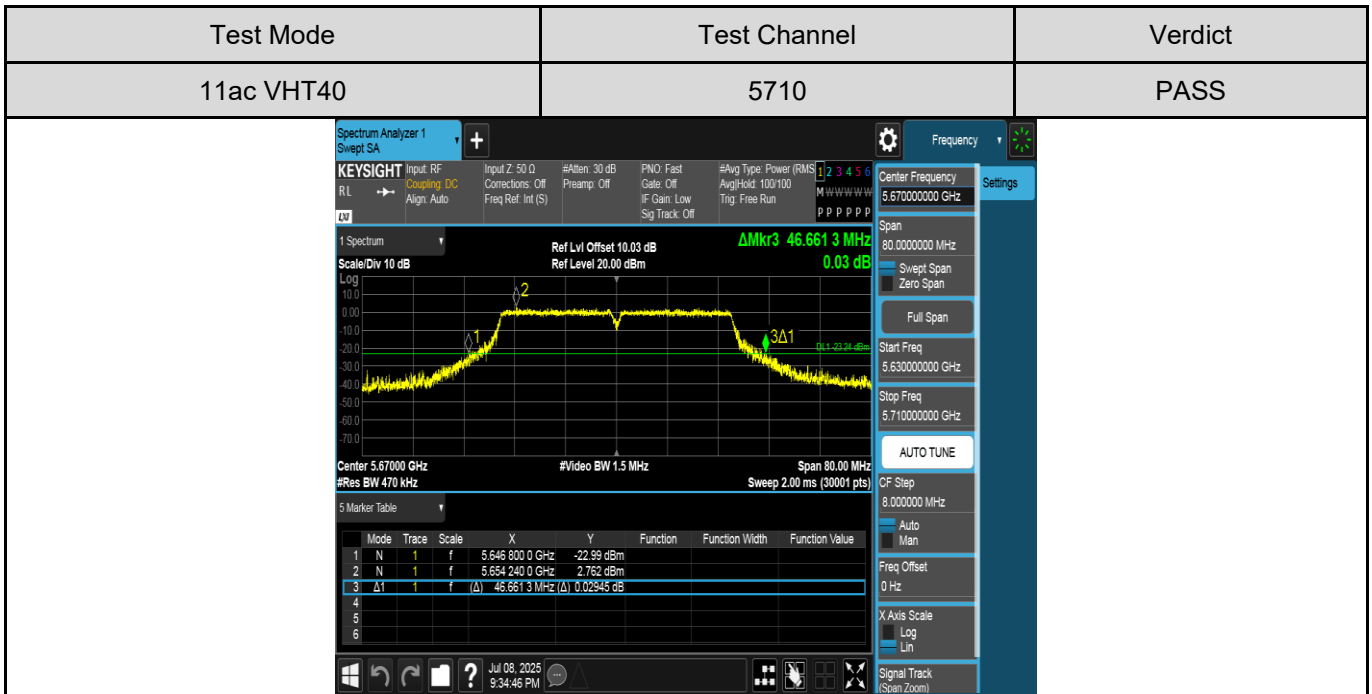 Test Mode Test Channel Verdict
11ac VHT40 5710 PASS
Spectrum Analyzer 1
Swept SA
+
Frequency
KEYSIGHT Input: RF Input Z: 50 Ω #Atten: 30 dB PNO: Fast #Avg Type: Power (RMS 1 2 3 4 5 6
RL Coupling: DC Corrections: Off Preamp: Off Gate: Off Avg|Hold: 100/100 M W W W W W
Align: Auto Freq Ref: Int (S) IF Gain: Low Trig: Free Run
LXI Sig Track: Off P P P P P P
1 Spectrum
Ref Lvl Offset 10.03 dB ΔMkr3 46.661 3 MHz
Scale/Div 10 dB Ref Level 20.00 dBm 0.03 dB
Log
10.0
0.00
-10.0
-20.0
-30.0
-40.0
-50.0
-60.0
-70.0
2
1
3Δ1
DL1 -23.24 dBm
Center 5.67000 GHz #Video BW 1.5 MHz Span 80.00 MHz
#Res BW 470 kHz Sweep 2.00 ms (30001 pts)
5 Marker Table
Mode Trace Scale X Y Function Function Width Function Value
1 N 1 f 5.646 800 0 GHz -22.99 dBm
2 N 1 f 5.654 240 0 GHz 2.762 dBm
3 Δ1 1 f (Δ) 46.661 3 MHz (Δ) 0.02945 dB
4
5
6
?
Jul 08, 2025
9:34:46 PM
Center Frequency
5.670000000 GHz
Settings
Span
80.0000000 MHz
Swept Span
Zero Span
Full Span
Start Freq
5.630000000 GHz
Stop Freq
5.710000000 GHz
AUTO TUNE
CF Step
8.000000 MHz
Auto
Man
Freq Offset
0 Hz
X Axis Scale
Log
Lin
Signal Track
(Span Zoom)